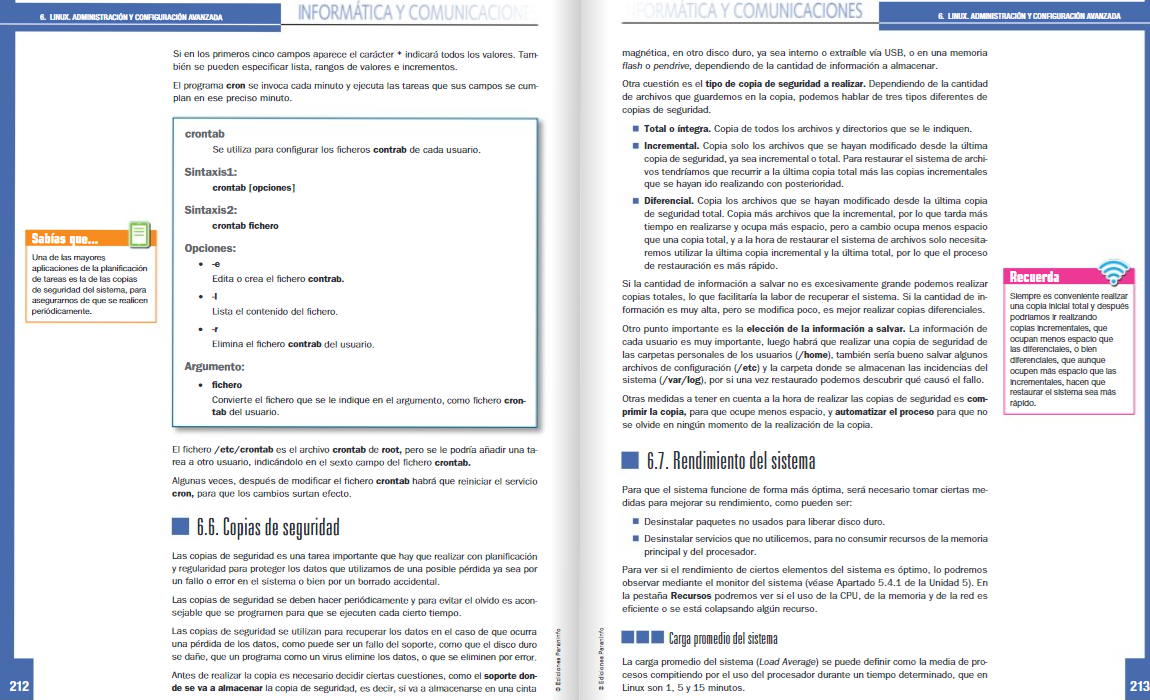 6. LINUX. ADMINISTRACIÓN Y CONFIGURACIÓN AVANZADA
INFORMÁTICA Y COMUNICACIONES
Si en los primeros cinco campos aparece el carácter * indicará todos los valores. Tam-
bién se pueden especificar lista, rangos de valores e incrementos.
El programa cron se invoca cada minuto y ejecuta las tareas que sus campos se cum-
plan en ese preciso minuto.
crontab
Se utiliza para configurar los ficheros contrab de cada usuario.
Sintaxis1:
crontab [opciones]
Sintaxis2:
crontab fichero
Opciones:
• -e
Edita o crea el fichero contrab.
• -l
Lista el contenido del fichero.
• -r
Elimina el fichero contrab del usuario.
Argumento:
• fichero
Convierte el fichero que se le indique en el argumento, como fichero cron-
tab del usuario.
Sabías que...
Una de las mayores
aplicaciones de la planificación
de tareas es la de las copias
de seguridad del sistema, para
asegurarnos de que se realicen
periódicamente.
El fichero /etc/crontab es el archivo crontab de root, pero se le podría añadir una ta-
rea a otro usuario, indicándolo en el sexto campo del fichero crontab.
Algunas veces, después de modificar el fichero crontab habrá que reiniciar el servicio
cron, para que los cambios surtan efecto.
6.6. Copias de seguridad
Las copias de seguridad es una tarea importante que hay que realizar con planificación
y regularidad para proteger los datos que utilizamos de una posible pérdida ya sea por
un fallo o error en el sistema o bien por un borrado accidental.
Las copias de seguridad se deben hacer periódicamente y para evitar el olvido es acon-
sejable que se programen para que se ejecuten cada cierto tiempo.
Las copias de seguridad se utilizan para recuperar los datos en el caso de que ocurra
una pérdida de los datos, como puede ser un fallo del soporte, como que el disco duro
se dañe, que un programa como un virus elimine los datos, o que se eliminen por error.
Antes de realizar la copia es necesario decidir ciertas cuestiones, como el soporte don-
de se va a almacenar la copia de seguridad, es decir, si va a almacenarse en una cinta
© Ediciones Paraninfo
212
INFORMÁTICA Y COMUNICACIONES
6. LINUX. ADMINISTRACIÓN Y CONFIGURACIÓN AVANZADA
magnética, en otro disco duro, ya sea interno o extraíble vía USB, o en una memoria
flash o pendrive, dependiendo de la cantidad de información a almacenar.
Otra cuestión es el tipo de copia de seguridad a realizar. Dependiendo de la cantidad
de archivos que guardemos en la copia, podemos hablar de tres tipos diferentes de
copias de seguridad.
■ Total o íntegra. Copia de todos los archivos y directorios que se le indiquen.
■ Incremental. Copia solo los archivos que se hayan modificado desde la última
copia de seguridad, ya sea incremental o total. Para restaurar el sistema de archi-
vos tendríamos que recurrir a la última copia total más las copias incrementales
que se hayan ido realizando con posterioridad.
■ Diferencial. Copia los archivos que se hayan modificado desde la última copia
de seguridad total. Copia más archivos que la incremental, por lo que tarda más
tiempo en realizarse y ocupa más espacio, pero a cambio ocupa menos espacio
que una copia total, y a la hora de restaurar el sistema de archivos solo necesita-
remos utilizar la última copia incremental y la última total, por lo que el proceso
de restauración es más rápido.
Si la cantidad de información a salvar no es excesivamente grande podemos realizar
copias totales, lo que facilitaría la labor de recuperar el sistema. Si la cantidad de in-
formación es muy alta, pero se modifica poco, es mejor realizar copias diferenciales.
Otro punto importante es la elección de la información a salvar. La información de
cada usuario es muy importante, luego habrá que realizar una copia de seguridad de
las carpetas personales de los usuarios (/home), también sería bueno salvar algunos
archivos de configuración (/etc) y la carpeta donde se almacenan las incidencias del
sistema (/var/log), por si una vez restaurado podemos descubrir qué causó el fallo.
Otras medidas a tener en cuenta a la hora de realizar las copias de seguridad es com-
primir la copia, para que ocupe menos espacio, y automatizar el proceso para que no
se olvide en ningún momento de la realización de la copia.
Recuerda
Siempre es conveniente realizar
una copia inicial total y después
podríamos ir realizando
copias incrementales, que
ocupan menos espacio que
las diferenciales, o bien
diferenciales, que aunque
ocupen más espacio que las
incrementales, hacen que
restaurar el sistema sea más
rápido.
6.7. Rendimiento del sistema
Para que el sistema funcione de forma más óptima, será necesario tomar ciertas me-
didas para mejorar su rendimiento, como pueden ser:
■ Desinstalar paquetes no usados para liberar disco duro.
■ Desinstalar servicios que no utilicemos, para no consumir recursos de la memoria
principal y del procesador.
Para ver si el rendimiento de ciertos elementos del sistema es óptimo, lo podremos
observar mediante el monitor del sistema (véase Apartado 5.4.1 de la Unidad 5). En
la pestaña Recursos podremos ver si el uso de la CPU, de la memoria y de la red es
eficiente o se está colapsando algún recurso.
Carga promedio del sistema
La carga promedio del sistema (Load Average) se puede definir como la media de pro-
cesos compitiendo por el uso del procesador durante un tiempo determinado, que en
Linux son 1, 5 y 15 minutos.
© Ediciones Paraninfo
213